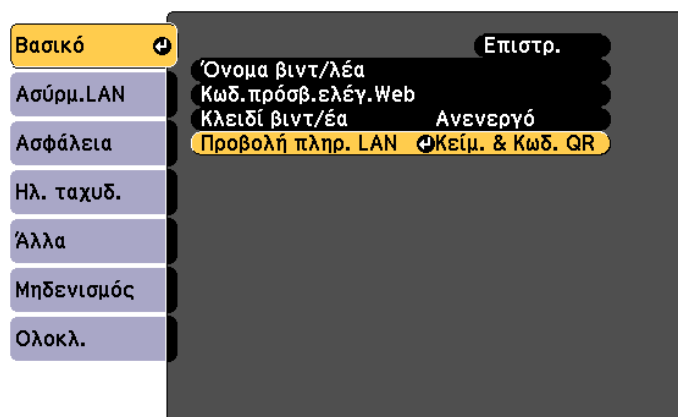 Βασικό
Ασύρμ.LAN
Ασφάλεια
Ηλ. ταχυδ.
Άλλα
Μηδενισμός
Ολοκλ.
Επιστρ.
Όνομα βιντ/λέα
Κωδ.πρόσβ.ελέγ.Web
Κλειδί βιντ/έα Ανενεργό
Προβολή πληρ. LAN Κείμ. & Κωδ. QR